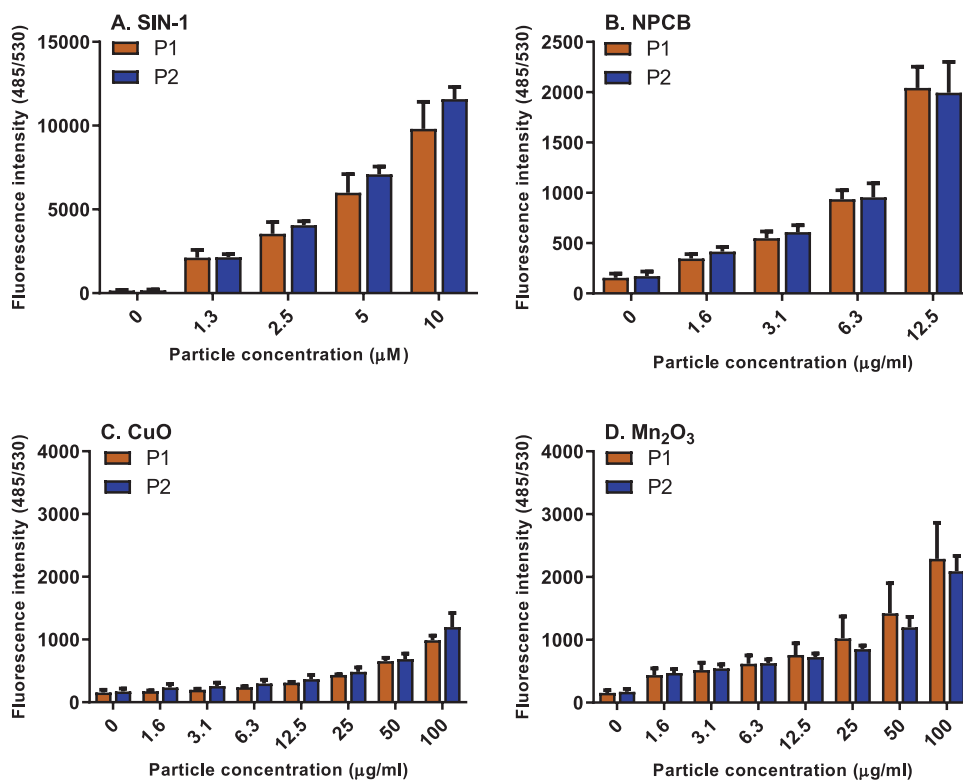 A. SIN-1
P1
P2
Fluorescence intensity (485/530)
15000
10000
5000
0
0 1.3 2.5 5 10
Particle concentration (μM)
B. NPCB
P1
P2
Fluorescence intensity (485/530)
2500
2000
1500
1000
500
0
0 1.6 3.1 6.3 12.5
Particle concentration (μg/ml)
C. CuO
P1
P2
Fluorescence intensity (485/530)
4000
3000
2000
1000
0
0 1.6 3.1 6.3 12.5 25 50 100
Particle concentration (μg/ml)
D. Mn₂O₃
P1
P2
Fluorescence intensity (485/530)
4000
3000
2000
1000
0
0 1.6 3.1 6.3 12.5 25 50 100
Particle concentration (μg/ml)